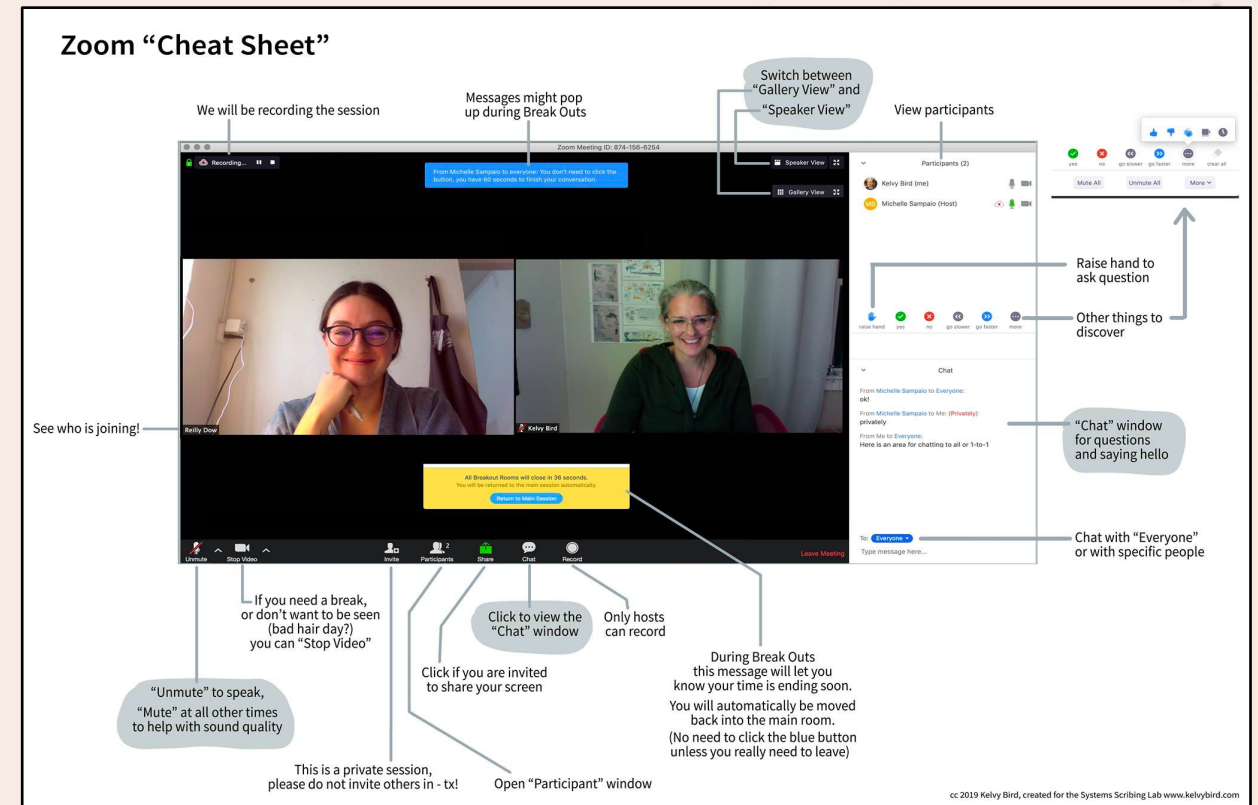 Zoom “Cheat Sheet”
We will be recording the session
Messages might pop
up during Break Outs
Switch between
“Gallery View” and
“Speaker View”
View participants
Zoom Meeting ID: 874-156-6254
Recording...
From Michelle Sampaio to everyone: You don't need to click the
button, you have 60 seconds to finish your conversation.
Speaker View
Gallery View
Participants (2)
Kelvy Bird (me)
MS Michelle Sampaio (Host)
yes no go slower go faster more clear all
Mute All Unmute All More
Raise hand to
ask question
Other things to
discover
raise hand yes no go slower go faster more
Chat
From Michelle Sampaio to Everyone:
ok!
From Michelle Sampaio to Me: (Privately)
privately
From Me to Everyone:
Here is an area for chatting to all or 1-to-1
“Chat” window
for questions
and saying hello
See who is joining!
Reilly Dow
Kelvy Bird
All Breakout Rooms will close in 36 seconds.
You will be returned to the main session automatically.
Return to Main Session
To: Everyone
Type message here...
Chat with “Everyone”
or with specific people
Unmute Stop Video Invite Participants 2 Share Chat Record Leave Meeting
If you need a break,
or don’t want to be seen
(bad hair day?)
you can “Stop Video”
Click to view the
“Chat” window
Only hosts
can record
Click if you are invited
to share your screen
“Unmute” to speak,
“Mute” at all other times
to help with sound quality
During Break Outs
this message will let you
know your time is ending soon.
You will automatically be moved
back into the main room.
(No need to click the blue button
unless you really need to leave)
This is a private session,
please do not invite others in - tx!
Open “Participant” window
cc 2019 Kelvy Bird, created for the Systems Scribing Lab www.kelvybird.com